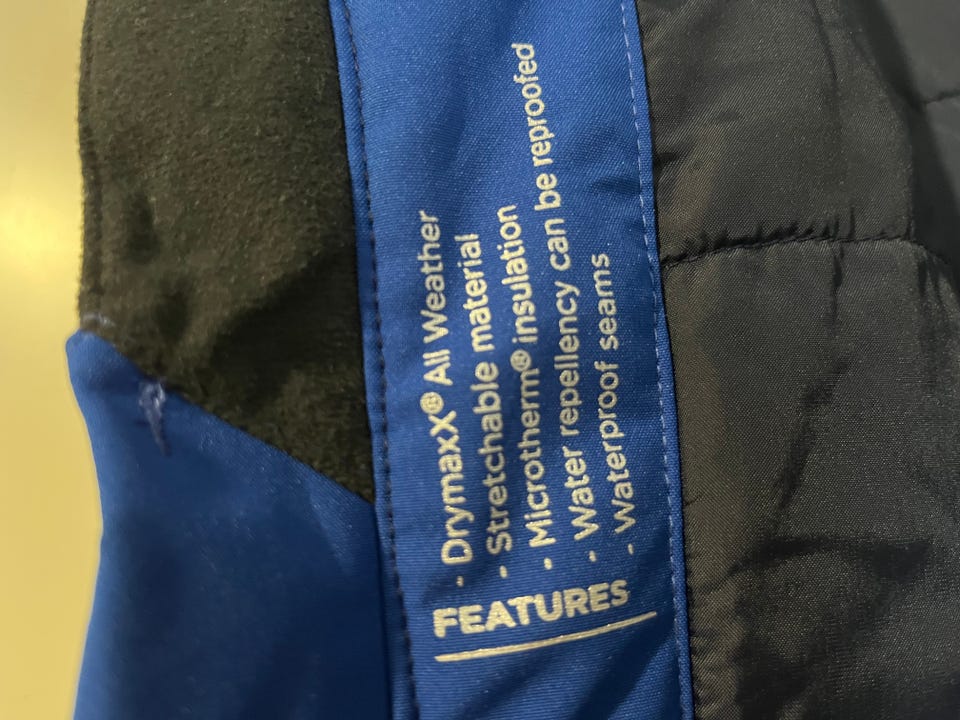 FEATURES
- DrymaxX® All Weather
- Stretchable material
- Microtherm® insulation
- Water repellency can be reproofed
- Waterproof seams